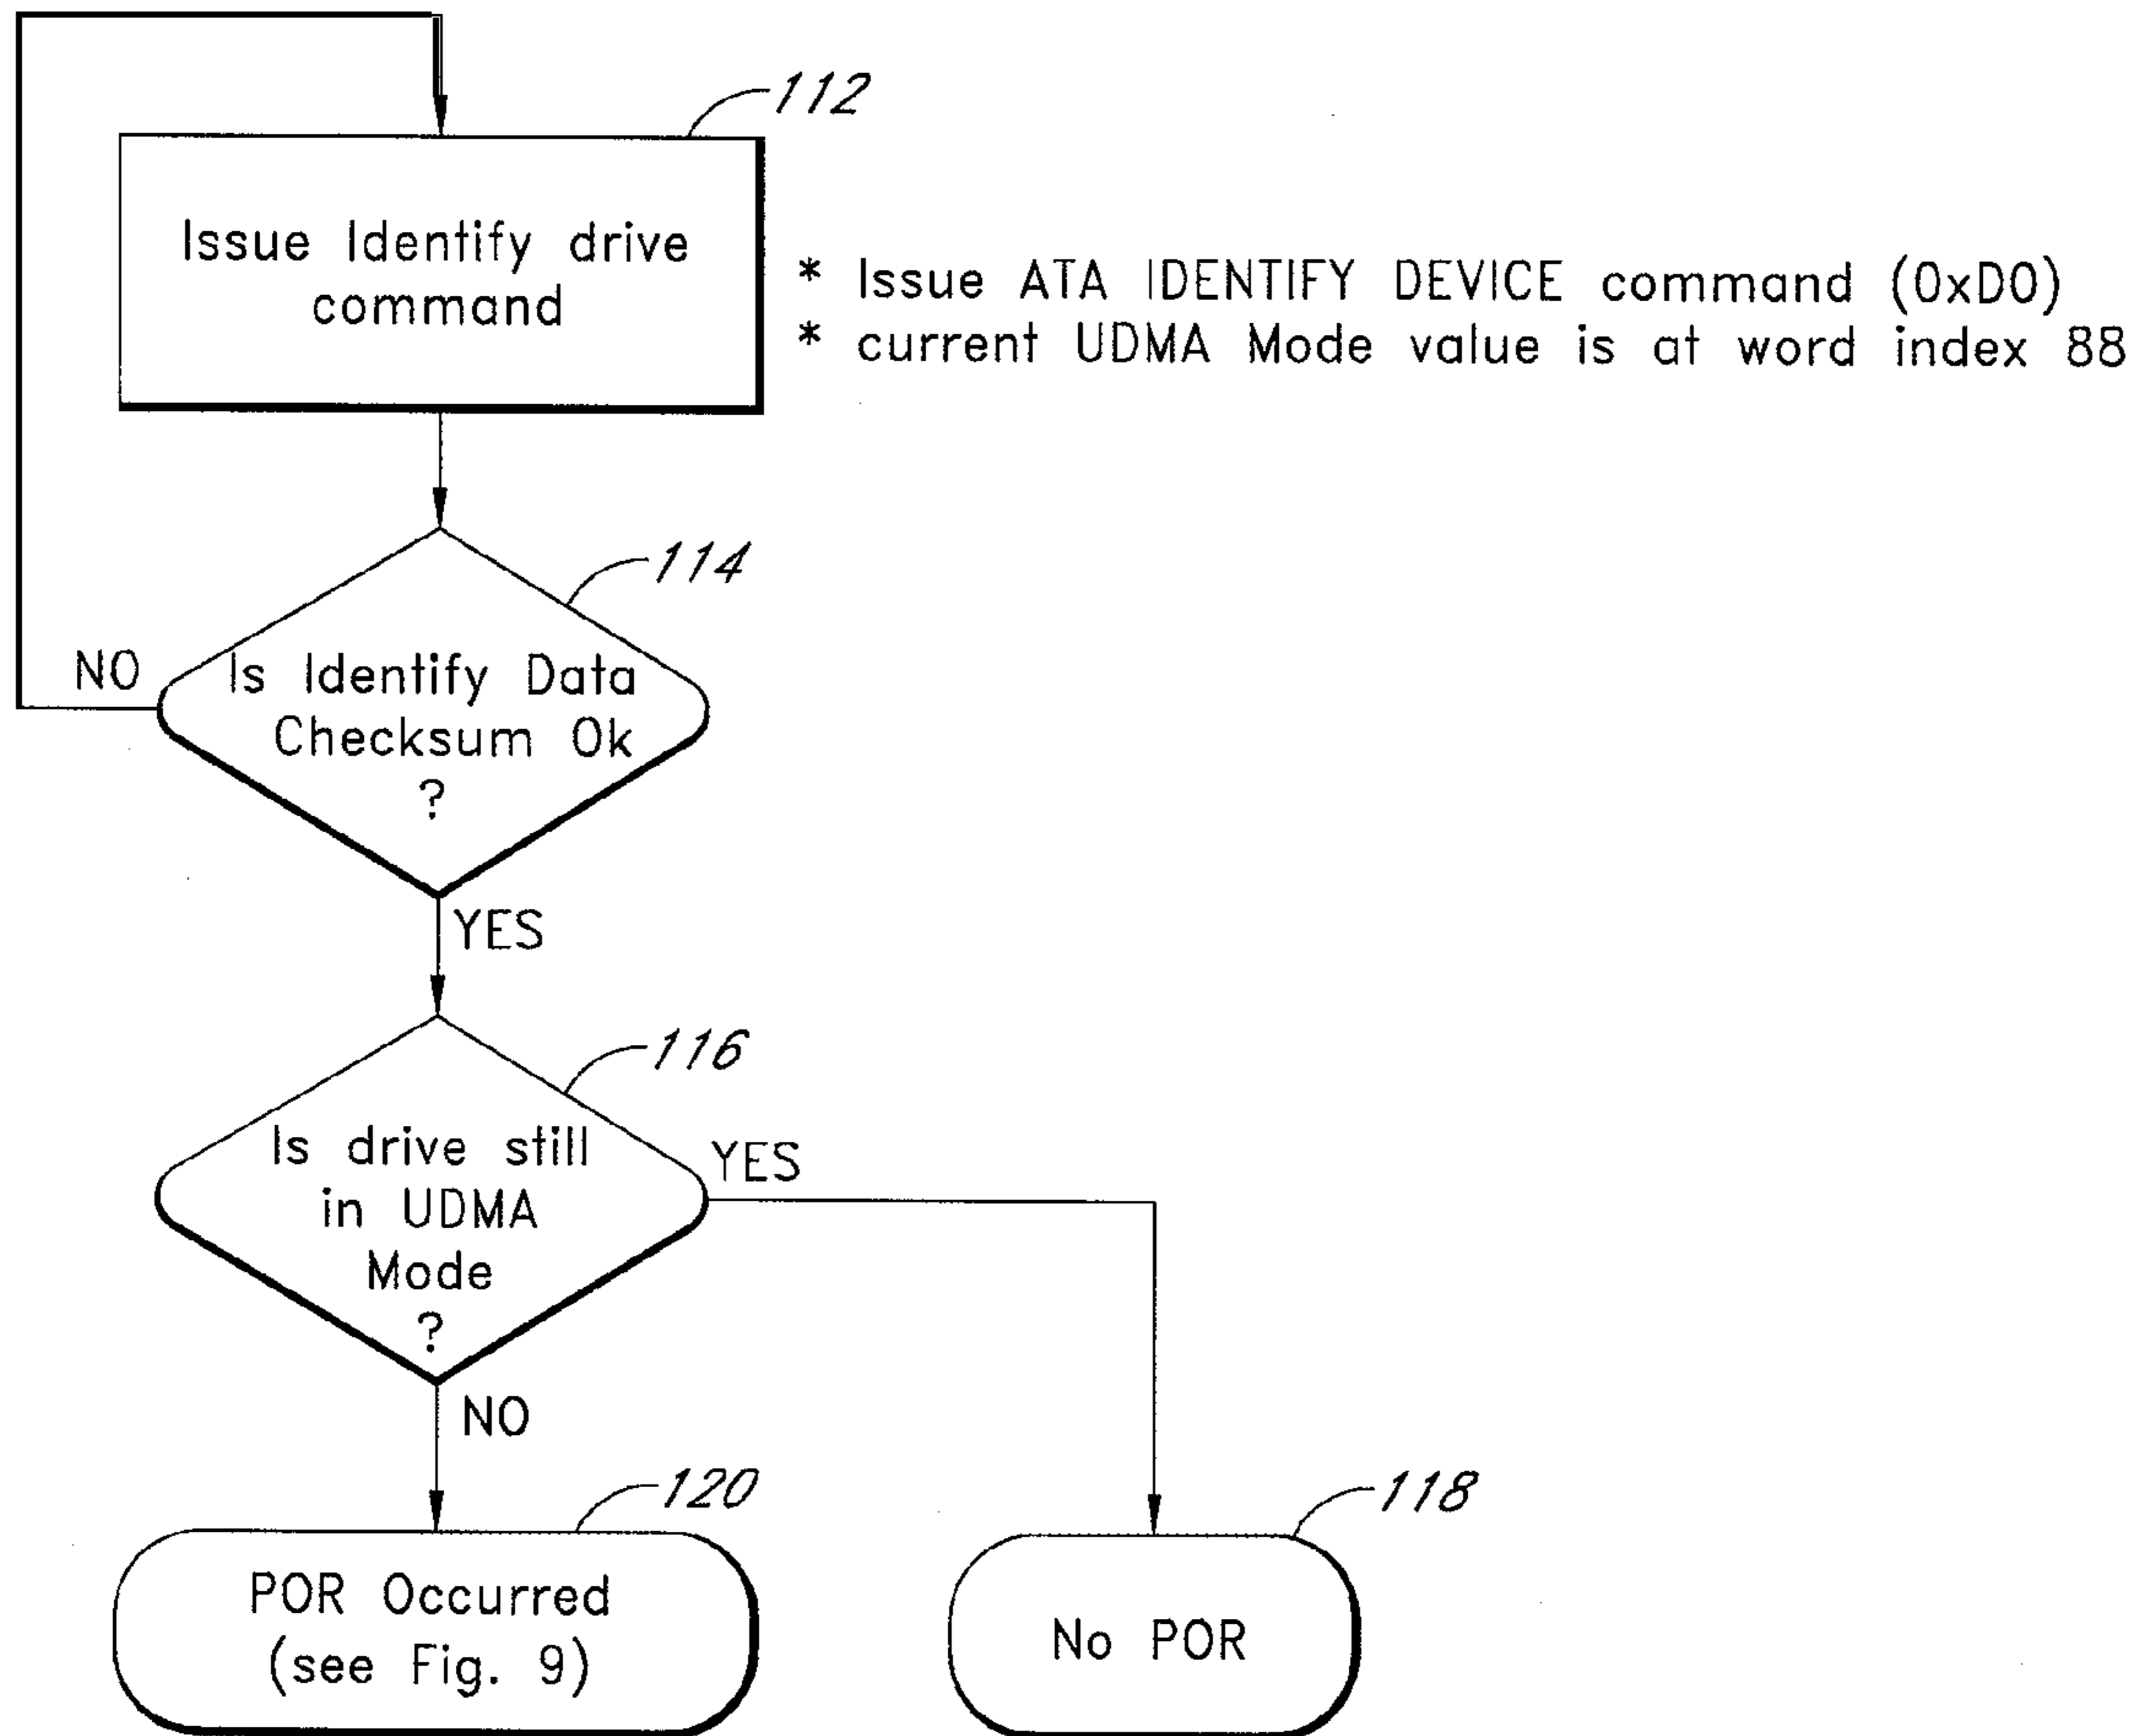 112
Issue Identify drive
command
* Issue ATA IDENTIFY DEVICE command (0xD0)
* current UDMA Mode value is at word index 88
114
NO
Is Identify Data
Checksum Ok
?
YES
116
Is drive still
in UDMA
Mode
?
YES
NO
120
POR Occurred
(see Fig. 9)
118
No POR